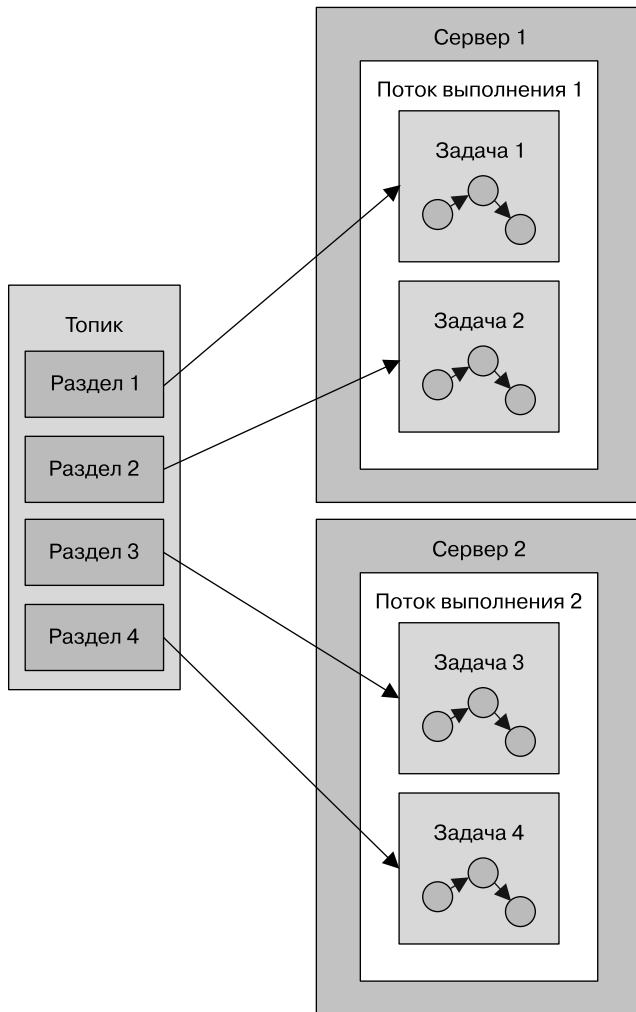 Сервер 1
Поток выполнения 1
Задача 1
Задача 2
Топик
Раздел 1
Раздел 2
Раздел 3
Раздел 4
Сервер 2
Поток выполнения 2
Задача 3
Задача 4